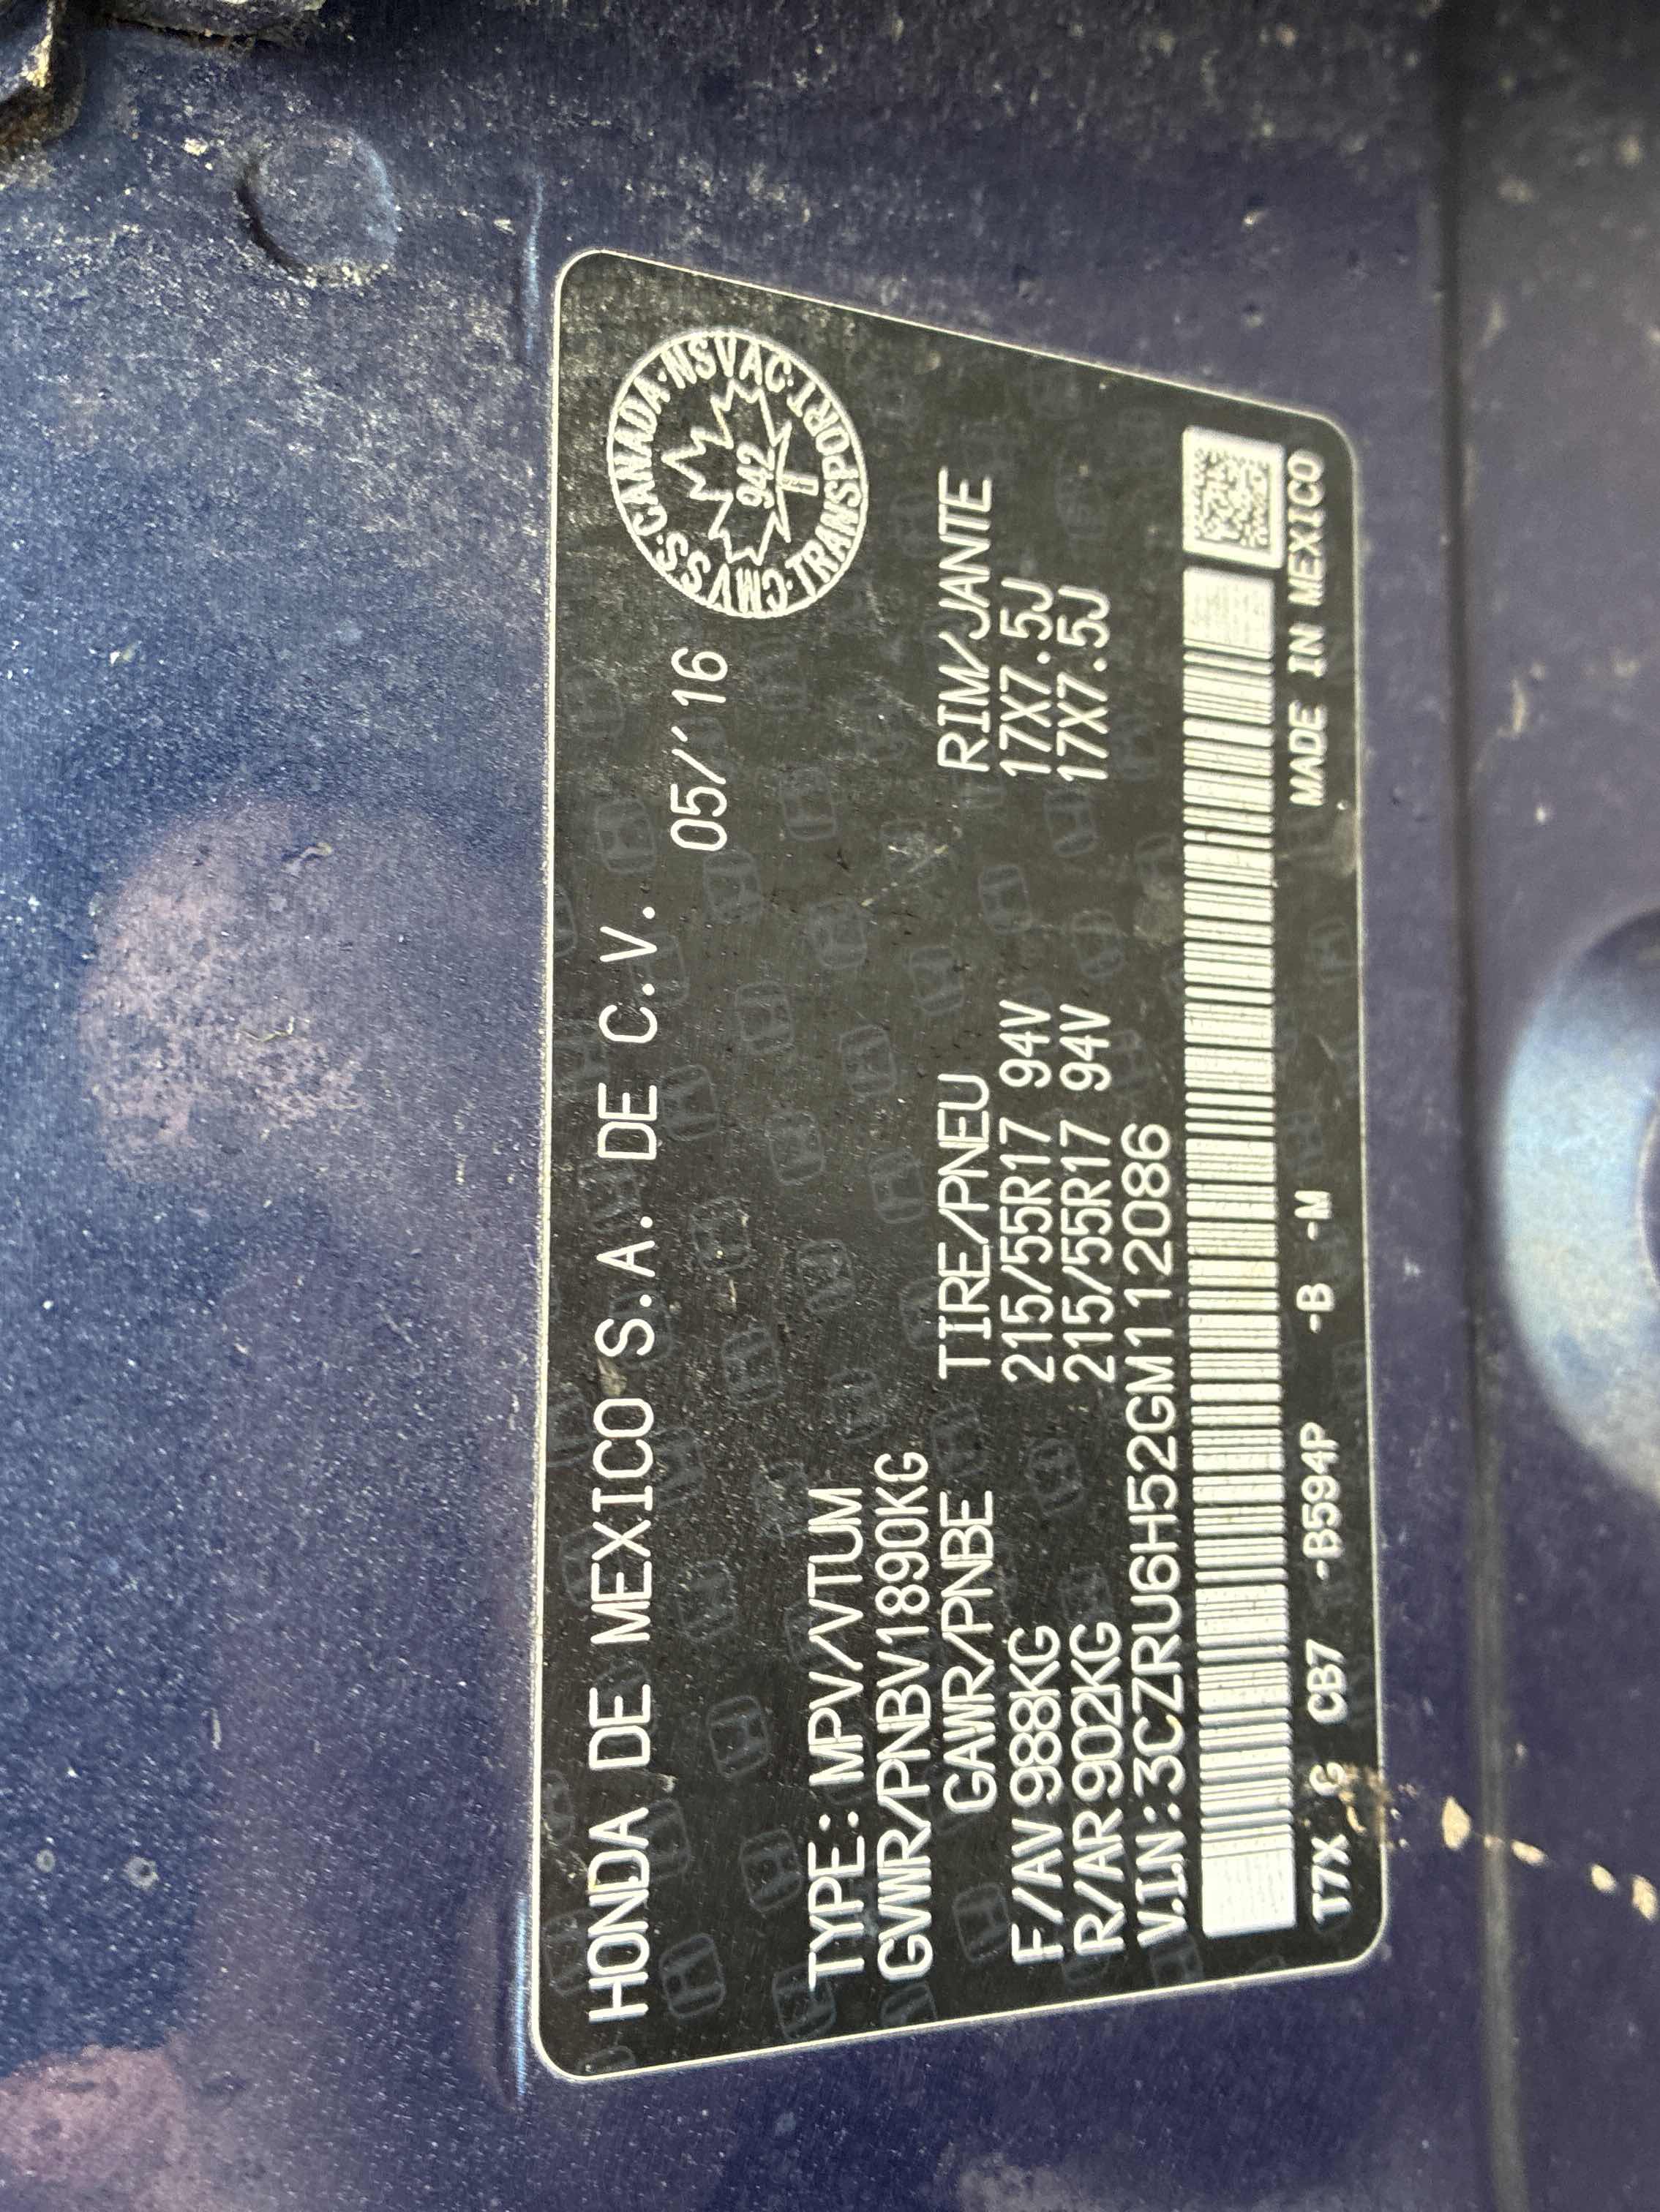 HONDA DE MEXICO S.A. DE C.V.
05/'16
CMVSS·CANADA·NSVAC·TRANSPORT·
942
TYPE: MPV/VTUM
GVWR/PNBV1890KG
GAWR/PNBE TIRE/PNEU RIM/JANTE
F/AV 988KG 215/55R17 94V 17X7.5J
R/AR 902KG 215/55R17 94V 17X7.5J
V.I.N:3CZRU6H52GM112086
T7X G CB7 -B594P -B -M MADE IN MEXICO